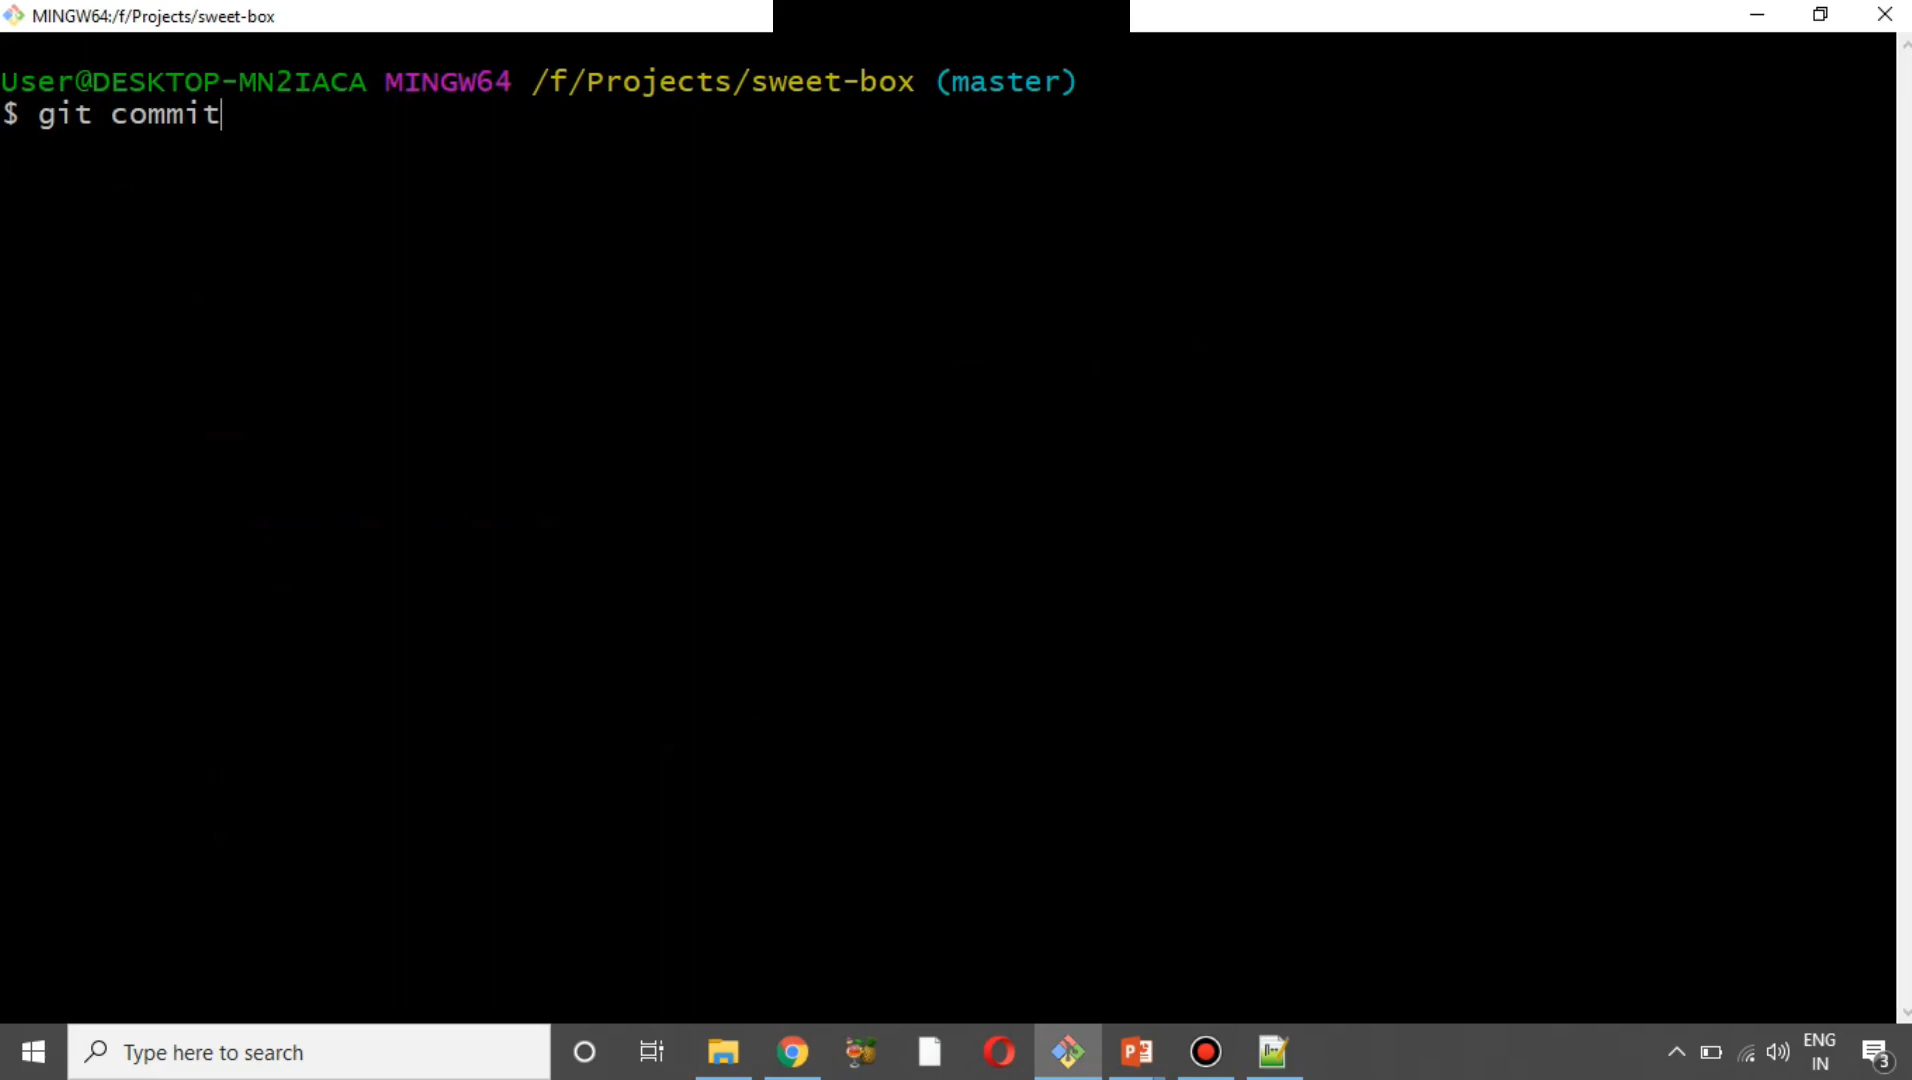 MINGW64:/f/Projects/sweet-box
User@DESKTOP-MN2IACA MINGW64 /f/Projects/sweet-box (master)
$ git commit
Type here to search
ENG
IN
3